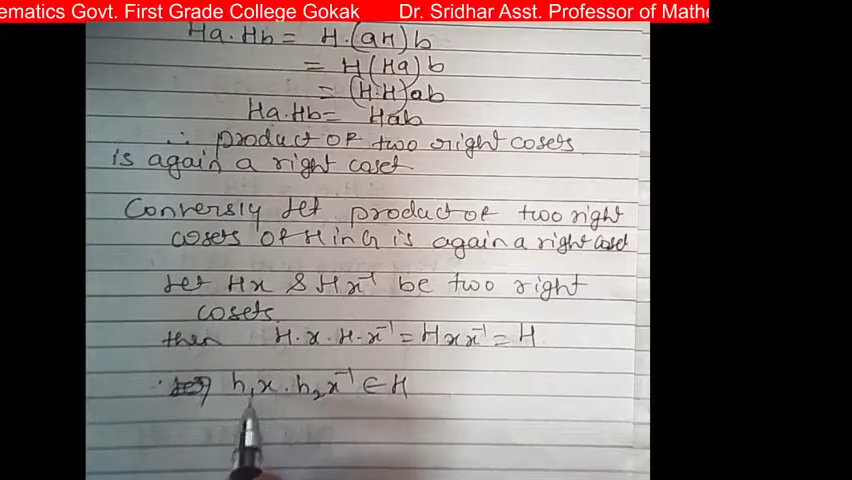 ematics Govt. First Grade College Gokak Dr. Sridhar Asst. Professor of Mathe
Ha.Hb = H.(aH)b
= H(Ha)b
= (H.H)ab
Ha.Hb = Hab
∴ product of two right cosets
is again a right coset
Conversly let product of two right
cosets of H in G is again a right coset
let Hx & Hx⁻¹ be two right
cosets.
then H.x.H.x⁻¹ = Hxx⁻¹ = H.
h₁x.h₂x⁻¹ ∈ H